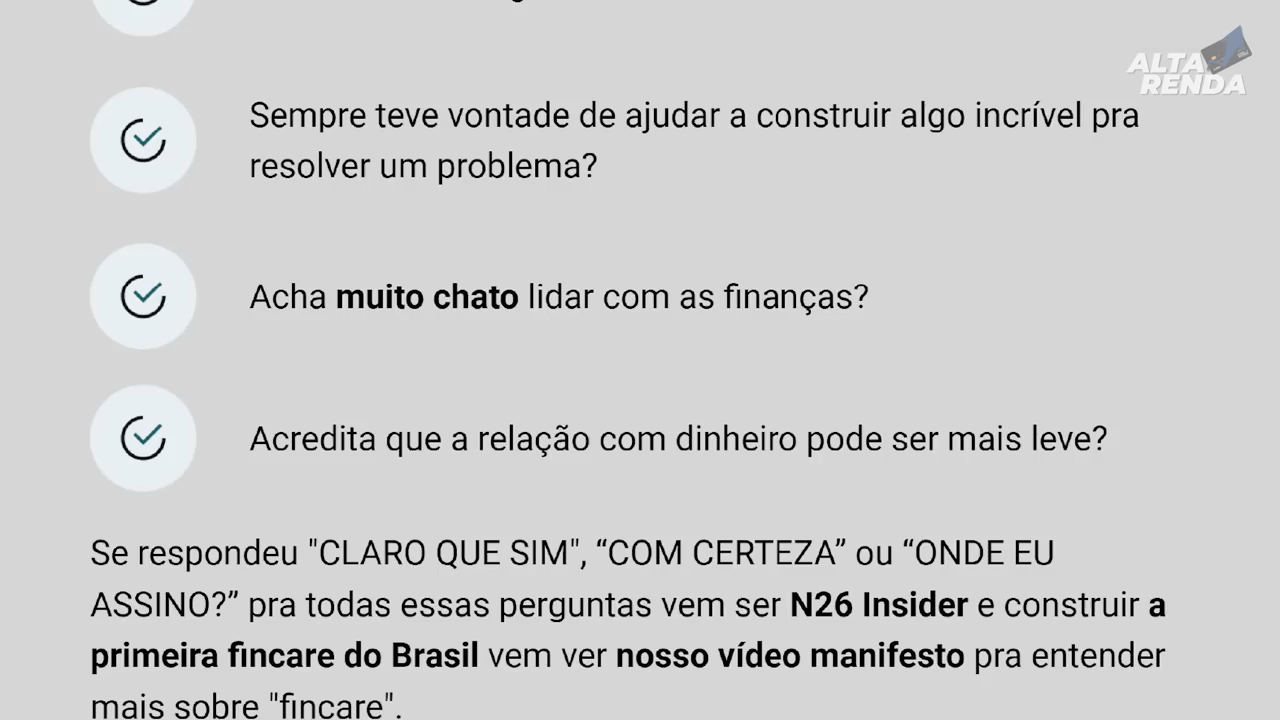 ALTA
RENDA
Sempre teve vontade de ajudar a construir algo incrível pra
resolver um problema?
Acha muito chato lidar com as finanças?
Acredita que a relação com dinheiro pode ser mais leve?
Se respondeu "CLARO QUE SIM", “COM CERTEZA” ou “ONDE EU
ASSINO?” pra todas essas perguntas vem ser N26 Insider e construir a
primeira fincare do Brasil vem ver nosso vídeo manifesto pra entender
mais sobre "fincare".